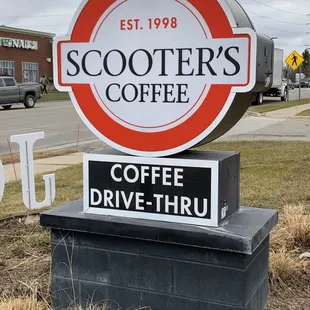 EST. 1998
SCOOTER'S
COFFEE
COFFEE
DRIVE-THRU